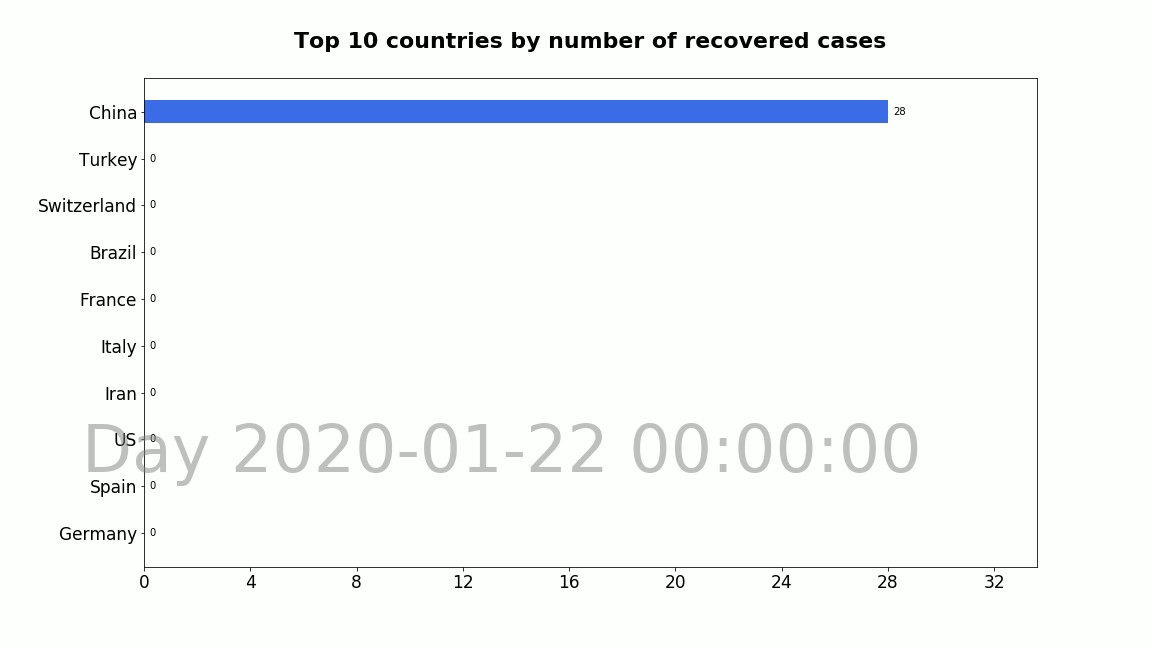 Top 10 countries by number of recovered cases
China 28
Turkey 0
Switzerland 0
Brazil 0
France 0
Italy 0
Iran 0
US 0
Day 2020-01-22 00:00:00
Spain 0
Germany 0
0 4 8 12 16 20 24 28 32